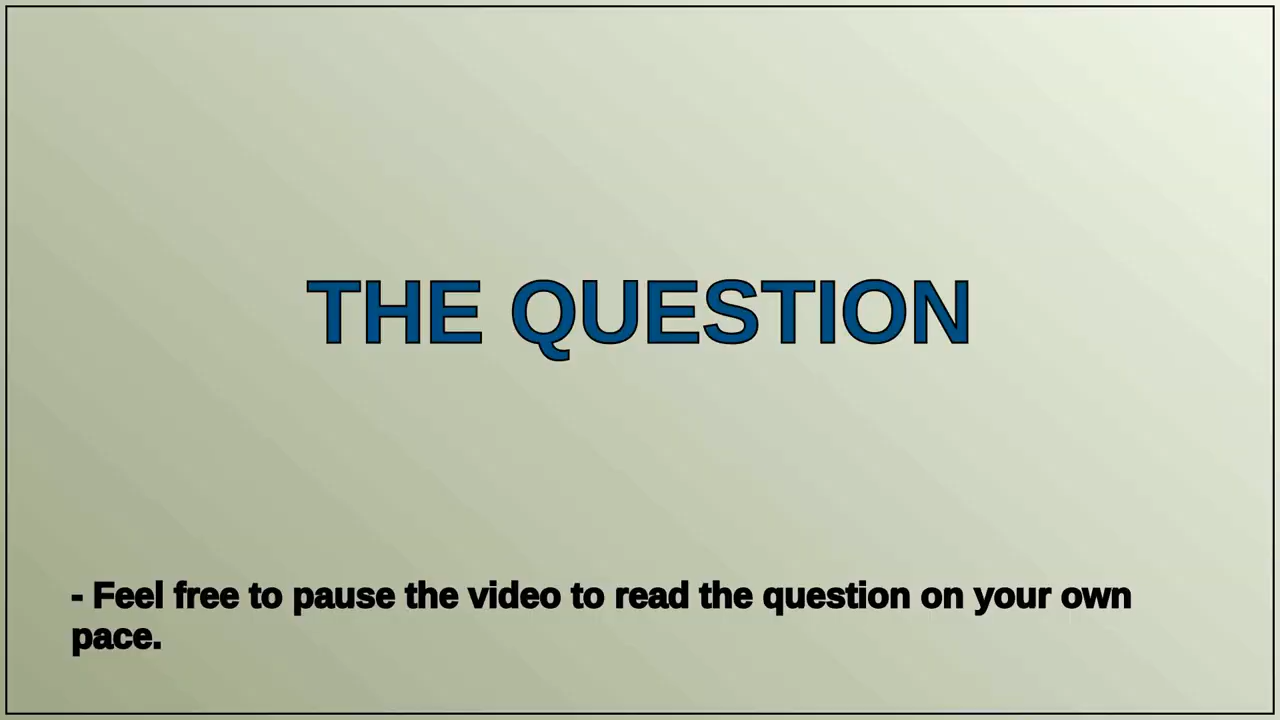 THE QUESTION
- Feel free to pause the video to read the question on your own
pace.